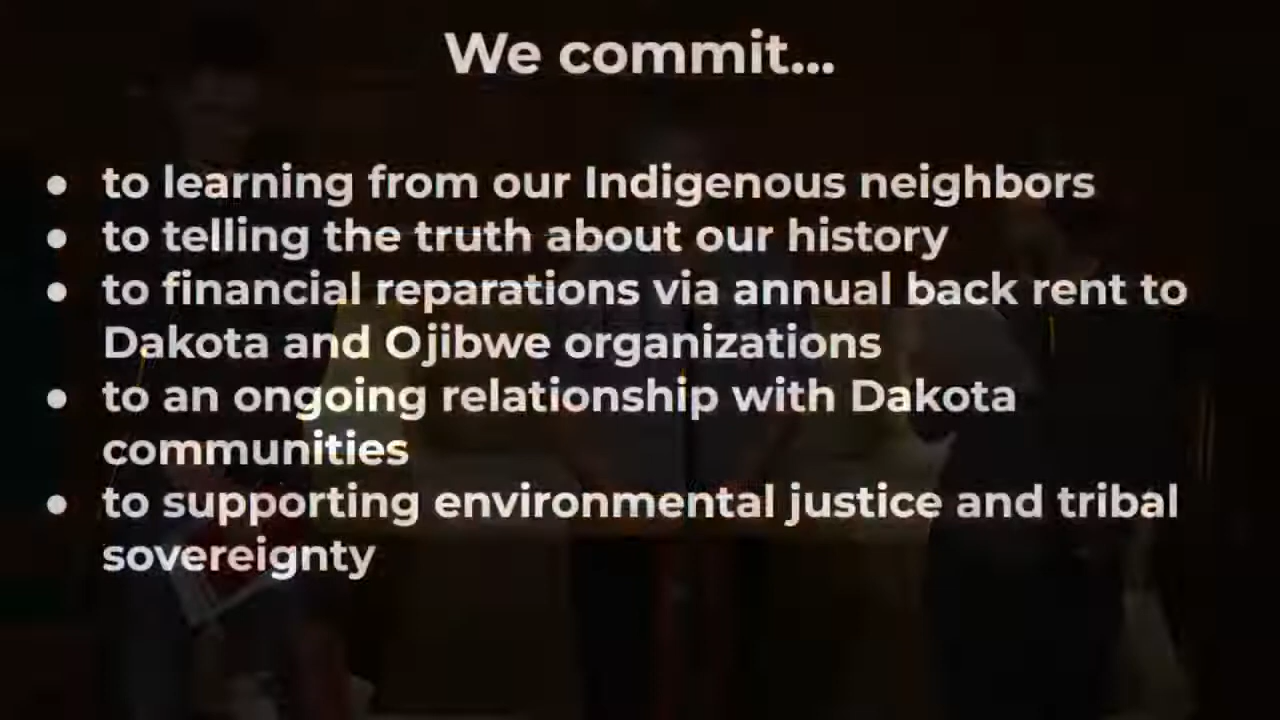 We commit...
● to learning from our Indigenous neighbors
● to telling the truth about our history
● to financial reparations via annual back rent to
Dakota and Ojibwe organizations
● to an ongoing relationship with Dakota
communities
● to supporting environmental justice and tribal
sovereignty